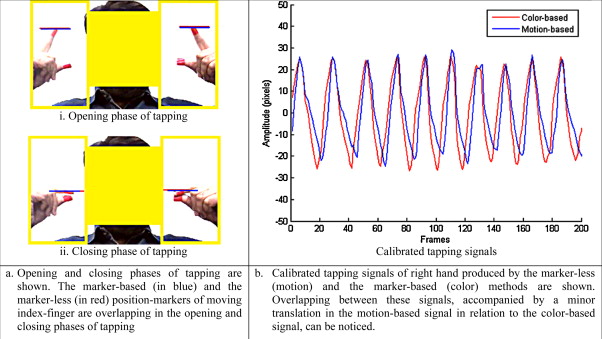 i. Opening phase of tapping
ii. Closing phase of tapping
50
40
30
20
10
0
-10
-20
-30
-40
-50
Amplitude (pixels)
Color-based
Motion-based
0 20 40 60 80 100 120 140 160 180 200
Frames
Calibrated tapping signals
a. Opening and closing phases of tapping are
shown. The marker-based (in blue) and the
marker-less (in red) position-markers of moving
index-finger are overlapping in the opening and
closing phases of tapping
b. Calibrated tapping signals of right hand produced by the marker-less
(motion) and the marker-based (color) methods are shown.
Overlapping between these signals, accompanied by a minor
translation in the motion-based signal in relation to the color-based
signal, can be noticed.